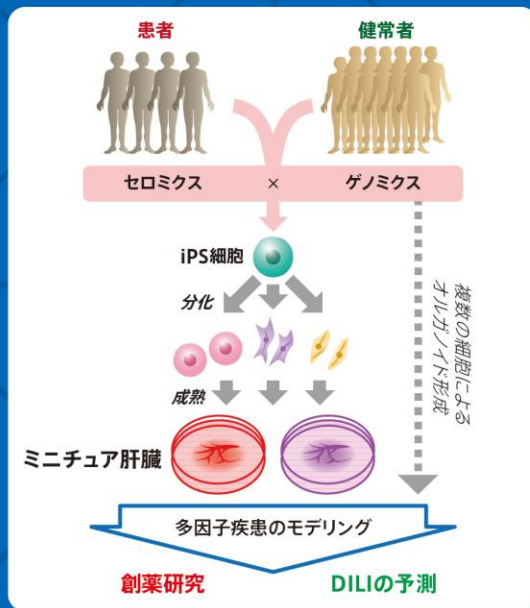 患者
健常者
セロミクス × ゲノミクス
iPS細胞
分化
複数の細胞による
オルガノイド形成
成熟
ミニチュア肝臓
多因子疾患のモデリング
創薬研究
DILIの予測